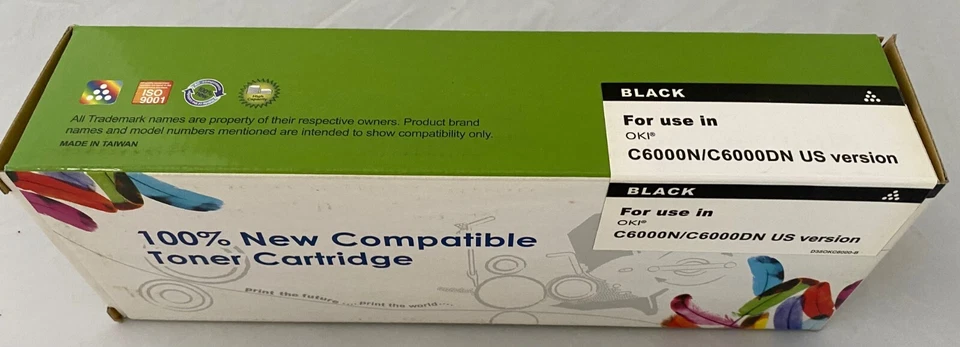 ISO
9001
High
Capacity
All Trademark names are property of their respective owners. Product brand
names and model numbers mentioned are intended to show compatibility only.
MADE IN TAIWAN
BLACK
For use in
OKI®
C6000N/C6000DN US version
BLACK
For use in
OKI®
C6000N/C6000DN US version
100% New Compatible
Toner Cartridge
print the future .... print the world....